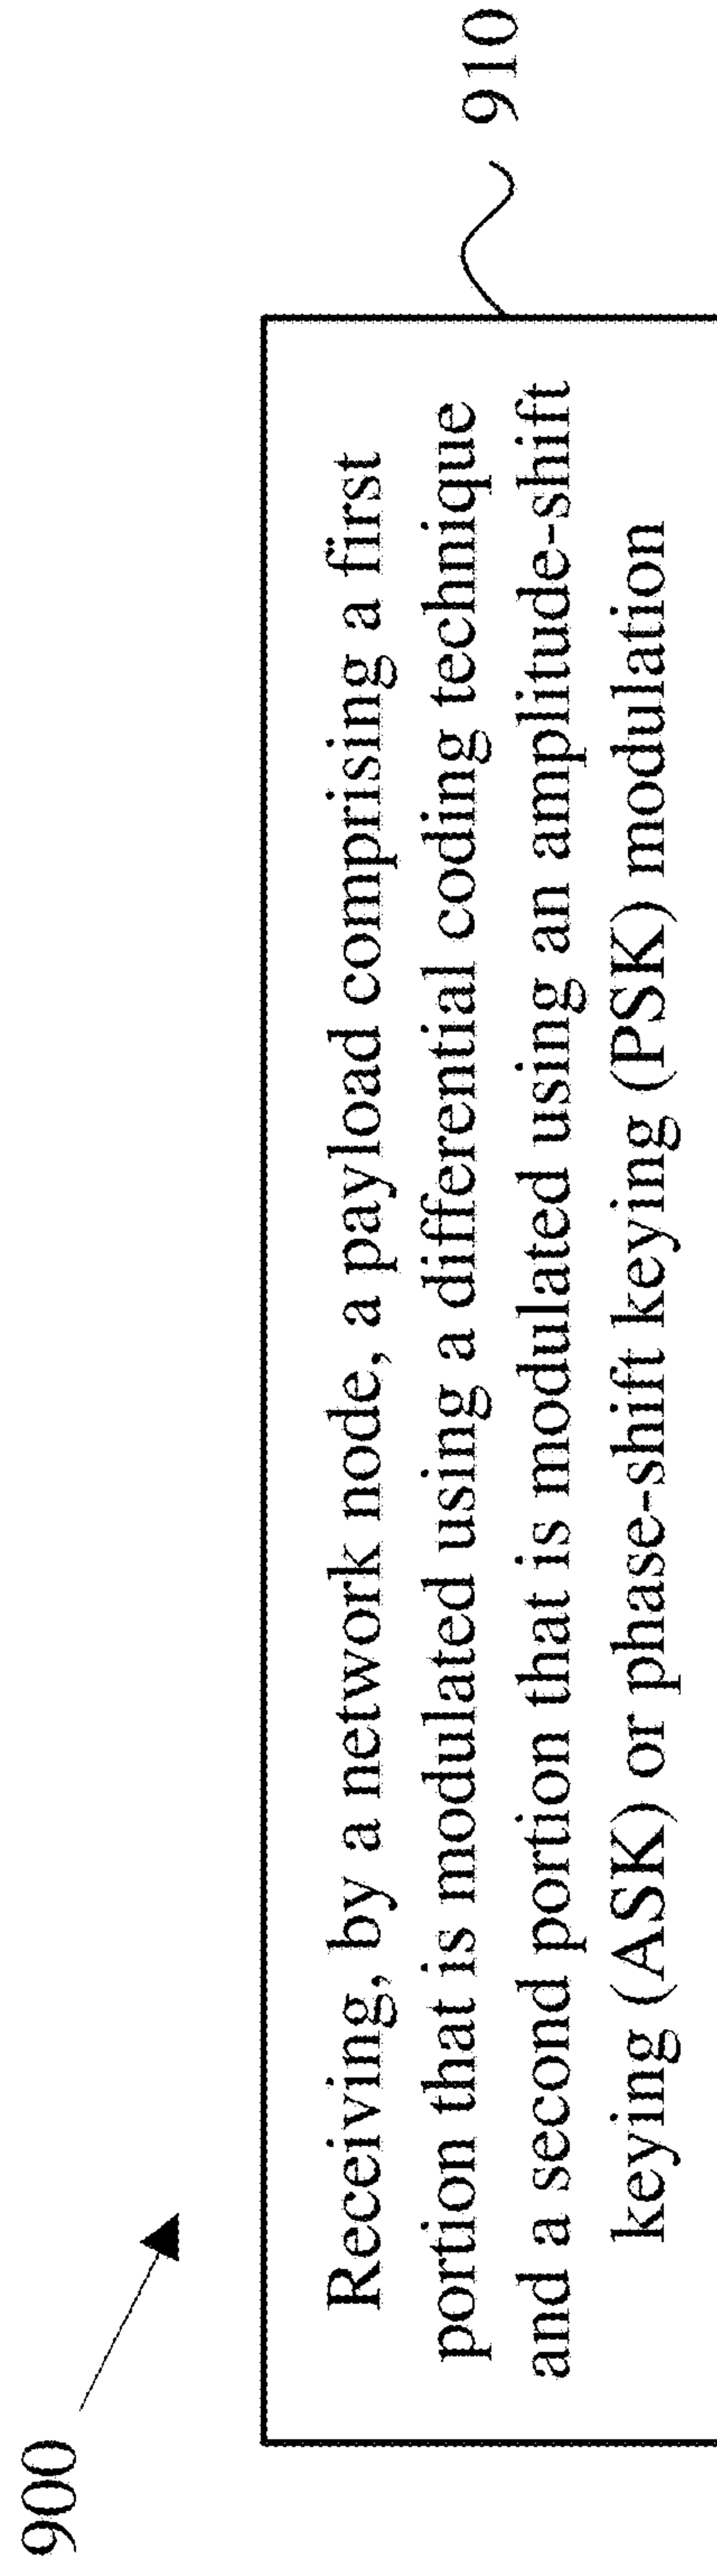 900
Receiving, by a network node, a payload comprising a first
portion that is modulated using a differential coding technique
and a second portion that is modulated using an amplitude-shift
keying (ASK) or phase-shift keying (PSK) modulation
910